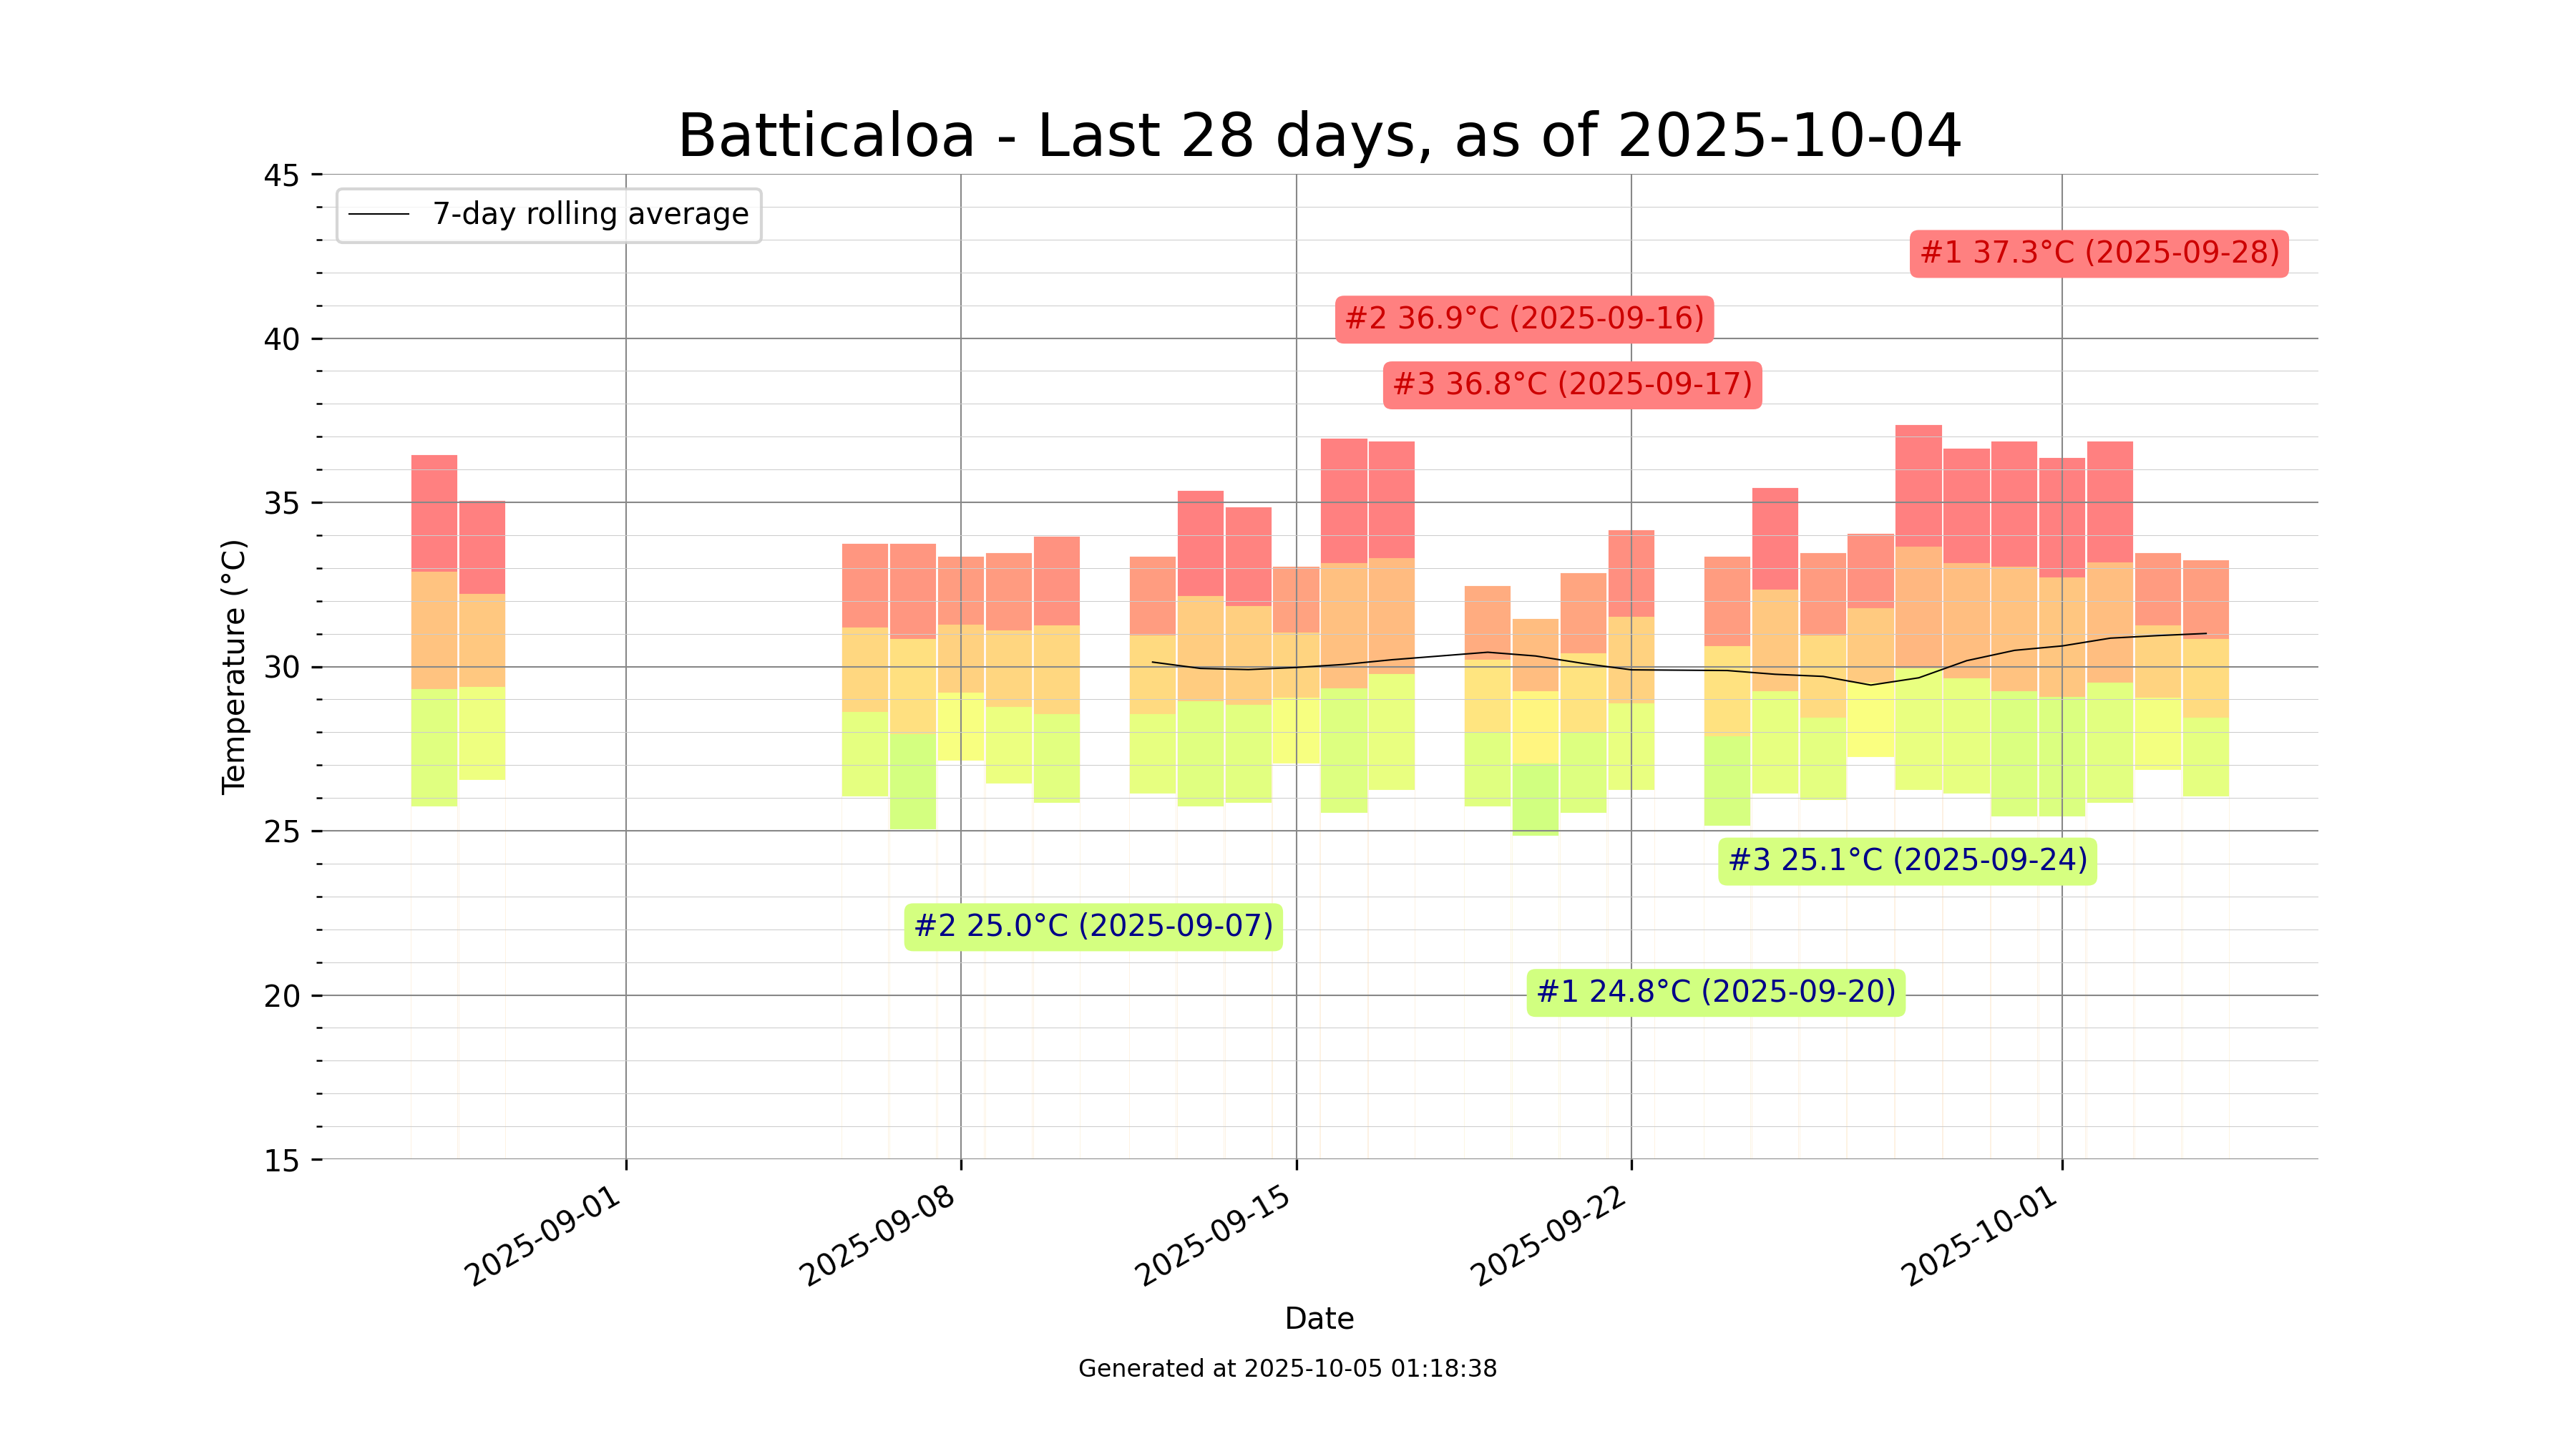 Batticaloa - Last 28 days, as of 2025-10-04
7-day rolling average
#1 37.3°C (2025-09-28)
#2 36.9°C (2025-09-16)
#3 36.8°C (2025-09-17)
#3 25.1°C (2025-09-24)
#2 25.0°C (2025-09-07)
#1 24.8°C (2025-09-20)
Temperature (°C)
45
40
35
30
25
20
15
2025-09-01
2025-09-08
2025-09-15
2025-09-22
2025-10-01
Date
Generated at 2025-10-05 01:18:38